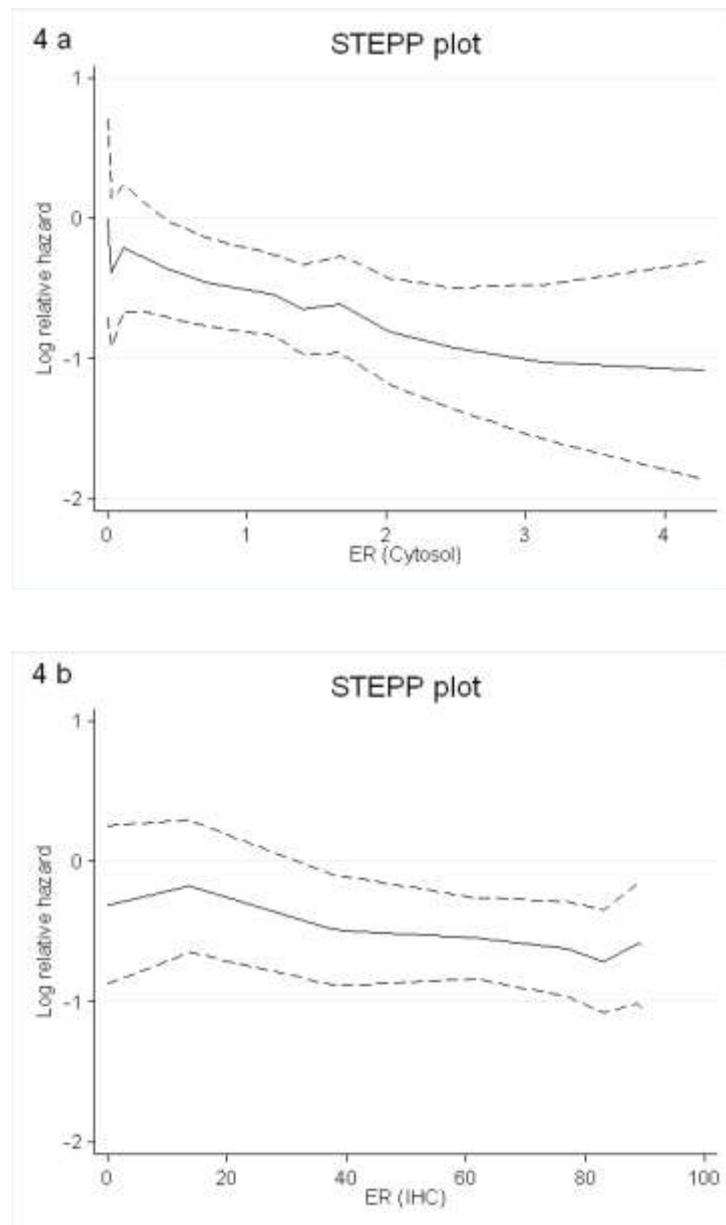 4 a
STEPP plot
1
0
-1
-2
Log relative hazard
0 1 2 3 4
ER (Cytosol)
4 b
STEPP plot
1
0
-1
-2
Log relative hazard
0 20 40 60 80 100
ER (IHC)